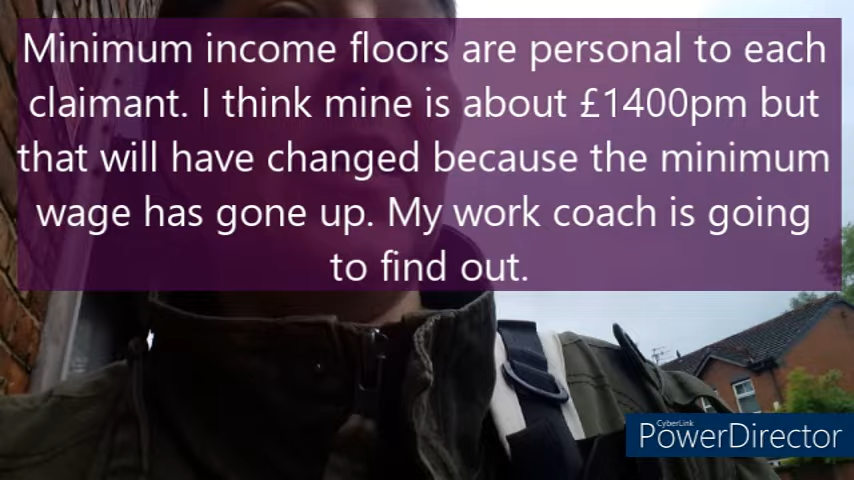 Minimum income floors are personal to each
claimant. I think mine is about £1400pm but
that will have changed because the minimum
wage has gone up. My work coach is going
to find out.
CyberLink
PowerDirector